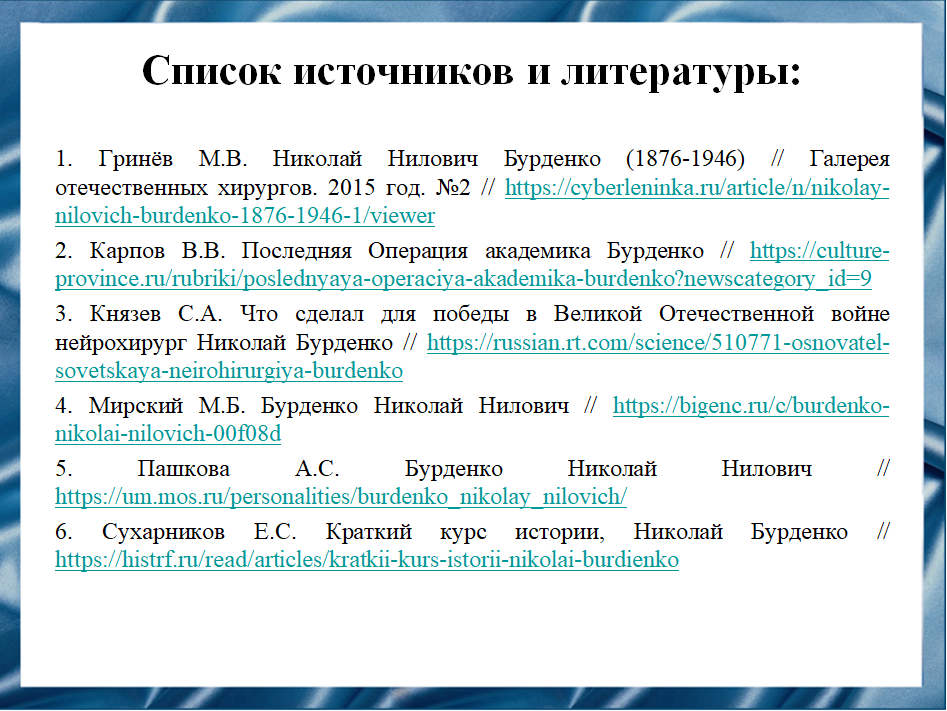 Список источников и литературы:
1. Гринёв М.В. Николай Нилович Бурденко (1876-1946) // Галерея
отечественных хирургов. 2015 год. №2 // https://cyberleninka.ru/article/n/nikolay-
nilovich-burdenko-1876-1946-1/viewer
2. Карпов В.В. Последняя Операция академика Бурденко // https://culture-
province.ru/rubriki/poslednyaya-operaciya-akademika-burdenko?newscategory_id=9
3. Князев С.А. Что сделал для победы в Великой Отечественной войне
нейрохирург Николай Бурденко // https://russian.rt.com/science/510771-osnovatel-
sovetskaya-neirohirurgiya-burdenko
4. Мирский М.Б. Бурденко Николай Нилович // https://bigenc.ru/c/burdenko-
nikolai-nilovich-00f08d
5. Пашкова А.С. Бурденко Николай Нилович //
https://um.mos.ru/personalities/burdenko_nikolay_nilovich/
6. Сухарников Е.С. Краткий курс истории, Николай Бурденко //
https://histrf.ru/read/articles/kratkii-kurs-istorii-nikolai-burdienko